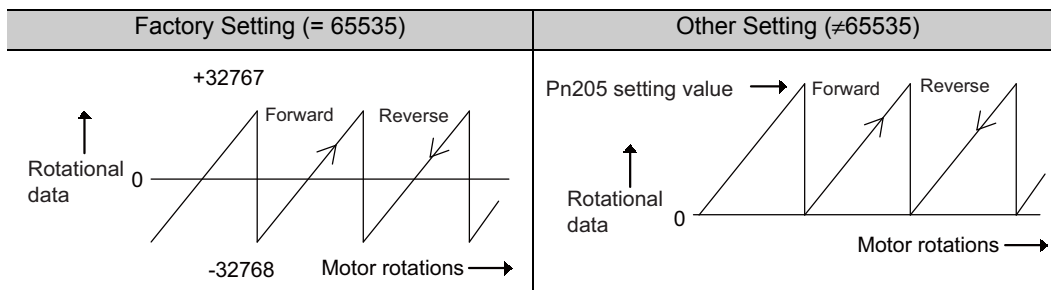 Factory Setting (= 65535)
Other Setting (≠65535)
+32767
Forward
Reverse
Rotational
data
0
-32768
Motor rotations
Pn205 setting value
Forward
Reverse
Rotational
data
0
Motor rotations